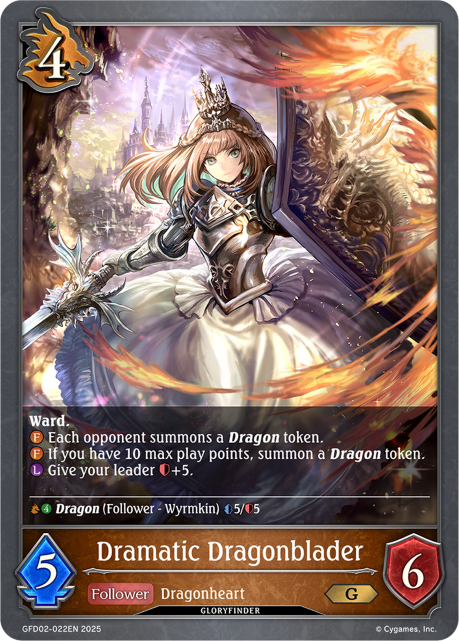 4
Ward.
F Each opponent summons a Dragon token.
F If you have 10 max play points, summon a Dragon token.
L Give your leader +5.
4 Dragon (Follower - Wyrmkin) 5/5
Dramatic Dragonblader
5
6
Follower Dragonheart
G
GLORYFINDER
GFD02-022EN 2025
© Cygames, Inc.